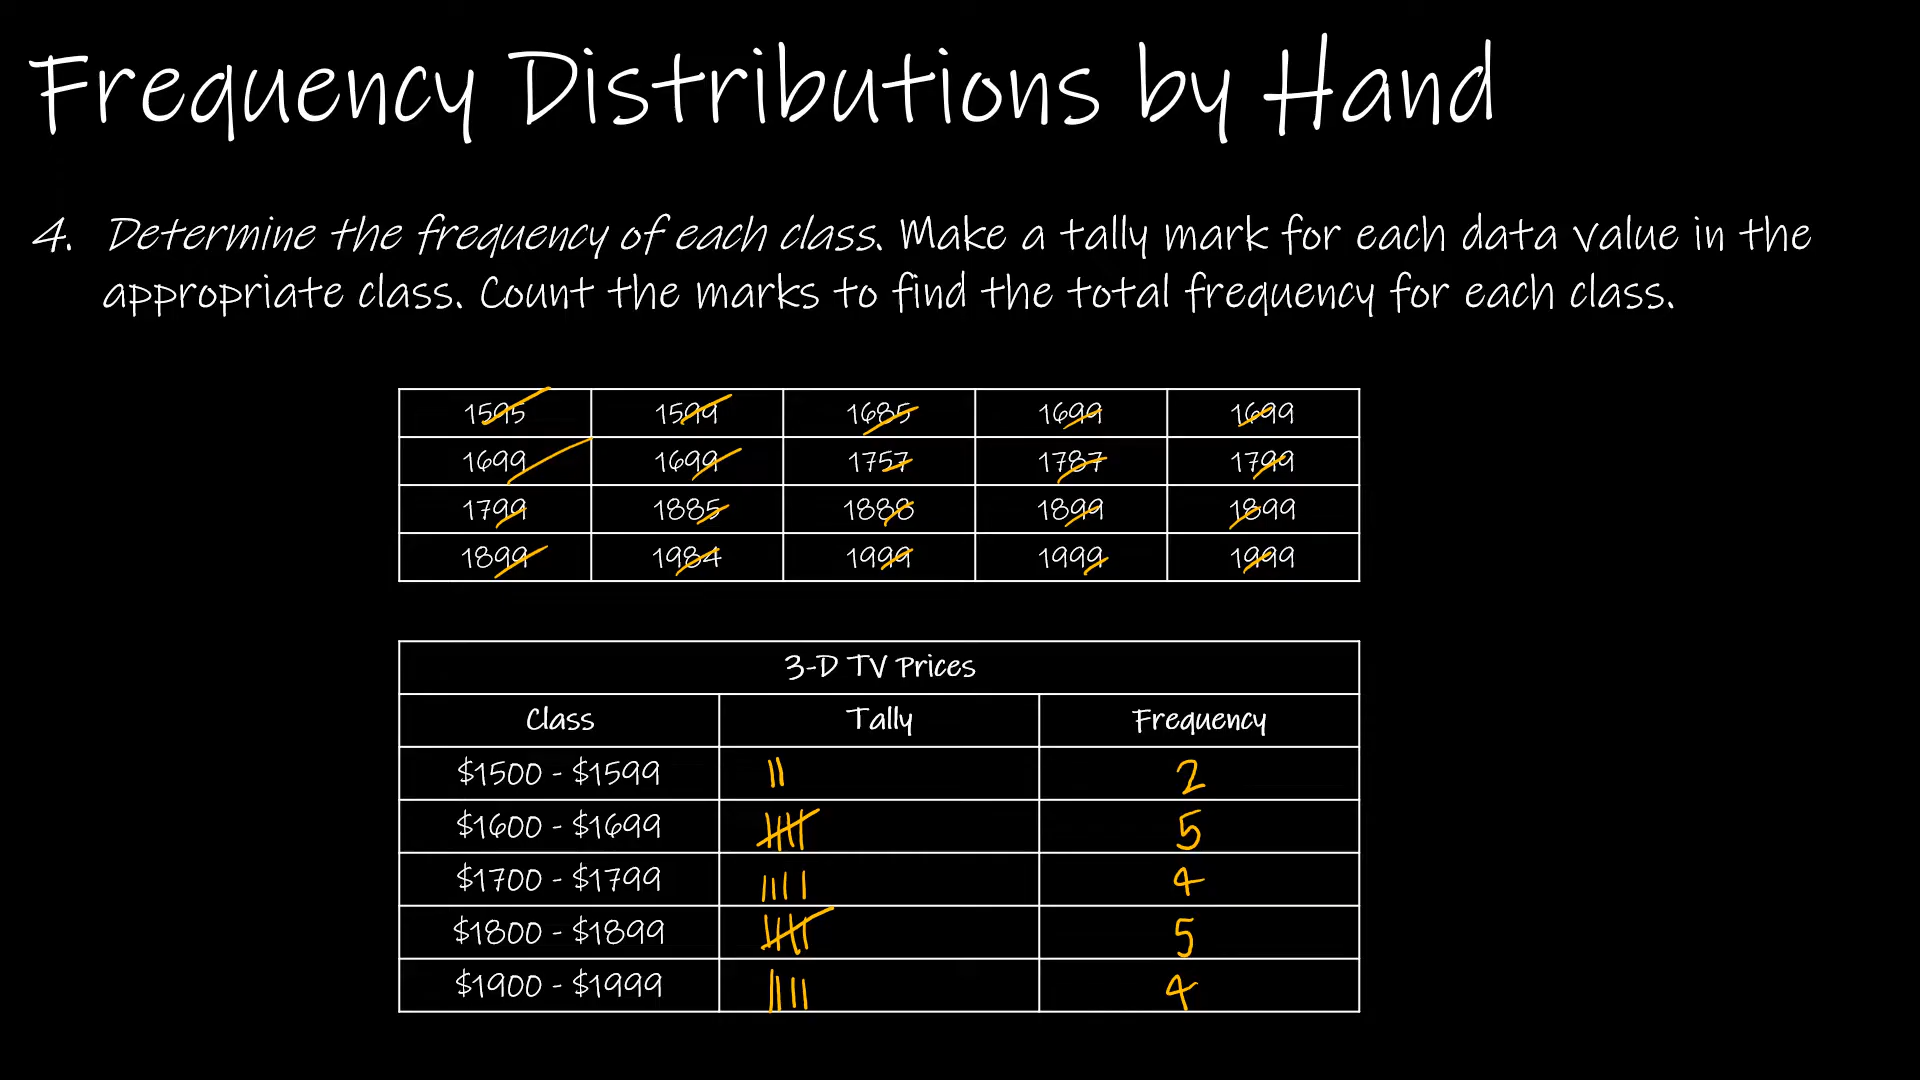 Frequency Distributions by Hand
4. Determine the frequency of each class. Make a tally mark for each data value in the
appropriate class. Count the marks to find the total frequency for each class.
1595 1599 1685 1699 1699
1699 1699 1757 1787 1799
1799 1885 1888 1899 1899
1899 1984 1999 1999 1999
3-D TV Prices
Class Tally Frequency
$1500 - $1599 || 2
$1600 - $1699 |||| 5
$1700 - $1799 |||| 4
$1800 - $1899 |||| 5
$1900 - $1999 |||| 4